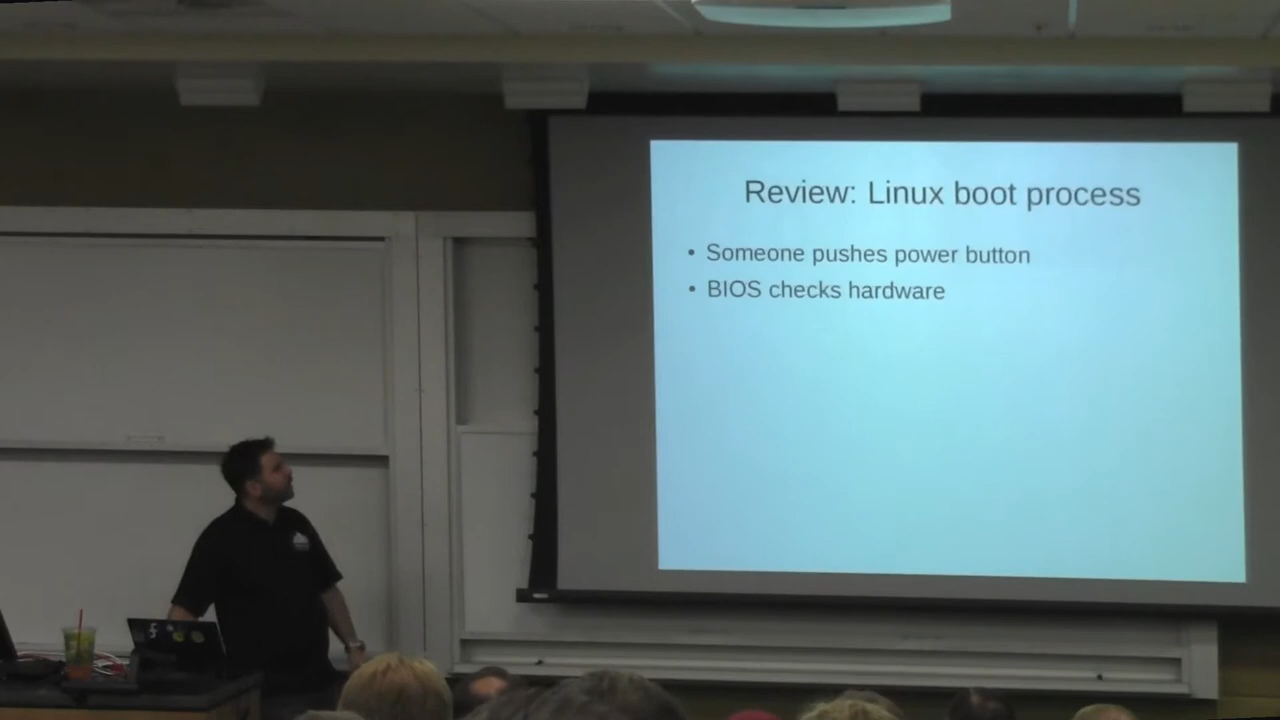 Review: Linux boot process
• Someone pushes power button
• BIOS checks hardware